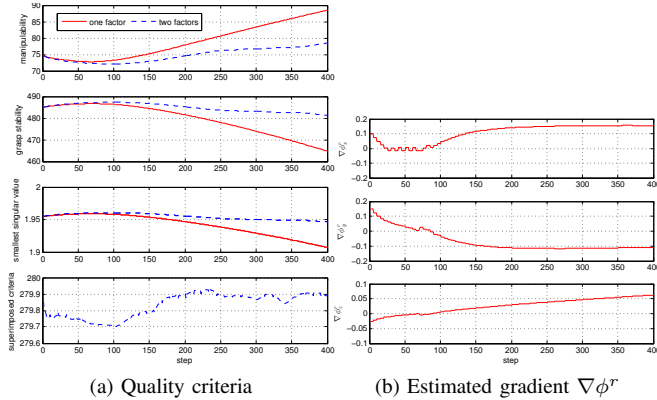 manipulability
95
90
85
80
75
70
one factor
two factors
0 50 100 150 200 250 300 350 400
grasp stability
490
480
470
460
0 50 100 150 200 250 300 350 400
smallest singular value
2
1.95
1.9
0 50 100 150 200 250 300 350 400
superimposed criteria
280
279.9
279.8
279.7
279.6
0 50 100 150 200 250 300 350 400
step
(a) Quality criteria
0.2
0.1
0
−0.1
−0.2
0 50 100 150 200 250 300 350 400
0.2
0.1
0
−0.1
−0.2
0 50 100 150 200 250 300 350 400
0.1
0.05
0
−0.05
−0.1
0 50 100 150 200 250 300 350 400
step
(b) Estimated gradient ∇ϕʳ